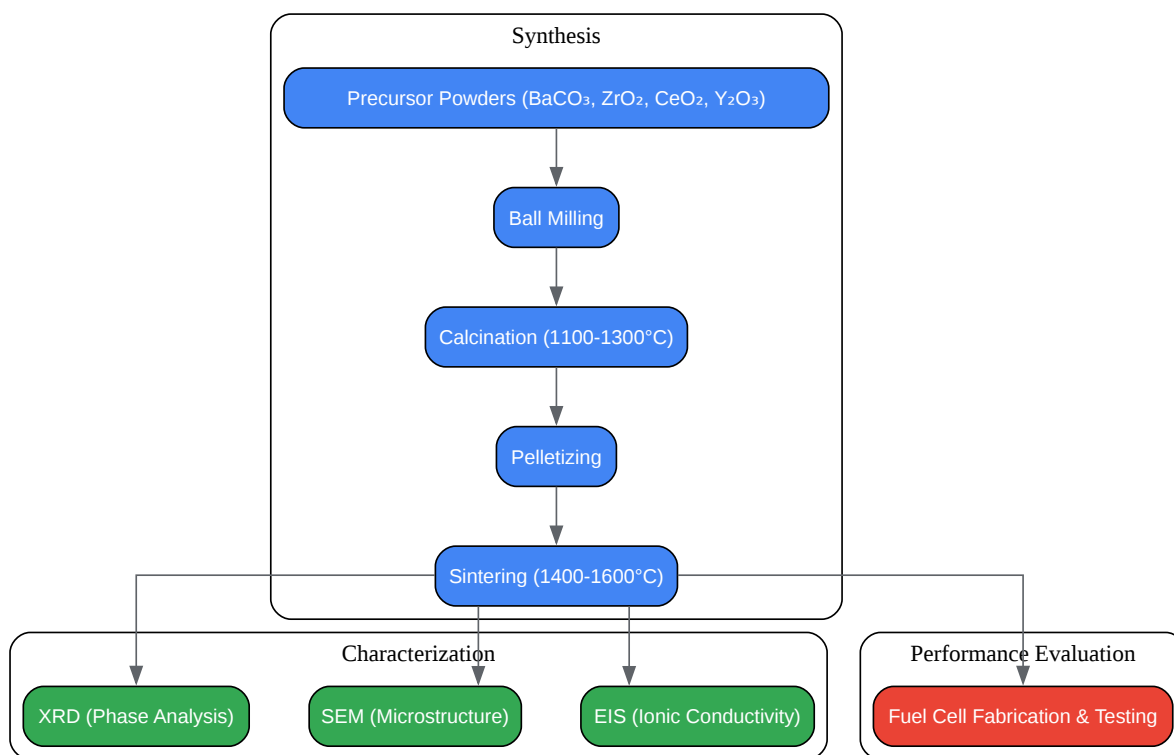 Synthesis
Precursor Powders (BaCO₃, ZrO₂, CeO₂, Y₂O₃)
Ball Milling
Calcination (1100-1300°C)
Pelletizing
Sintering (1400-1600°C)
Characterization
XRD (Phase Analysis)
SEM (Microstructure)
EIS (Ionic Conductivity)
Performance Evaluation
Fuel Cell Fabrication & Testing